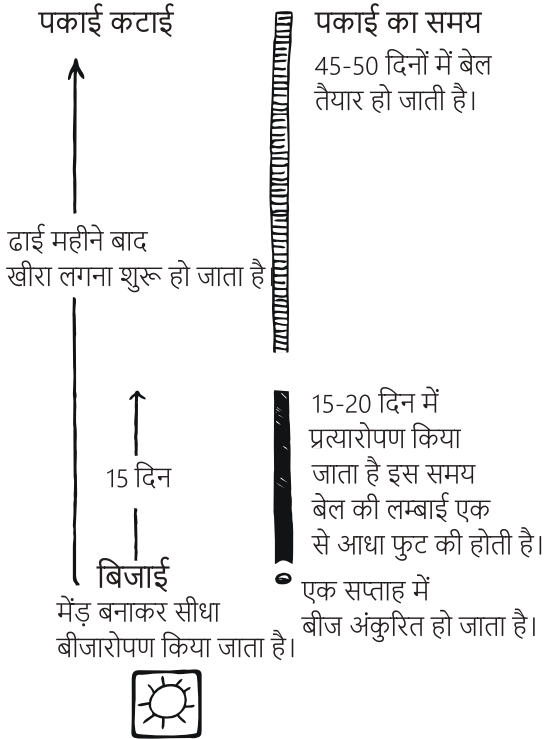 पकाई कटाई
ढाई महीने बाद
खीरा लगना शुरू हो जाता है।
15 दिन
बिजाई
मेंड़ बनाकर सीधा
बीजारोपण किया जाता है।
पकाई का समय
45-50 दिनों में बेल
तैयार हो जाती है।
15-20 दिन में
प्रत्यारोपण किया
जाता है इस समय
बेल की लम्बाई एक
से आधा फुट की होती है।
एक सप्ताह में
बीज अंकुरित हो जाता है।